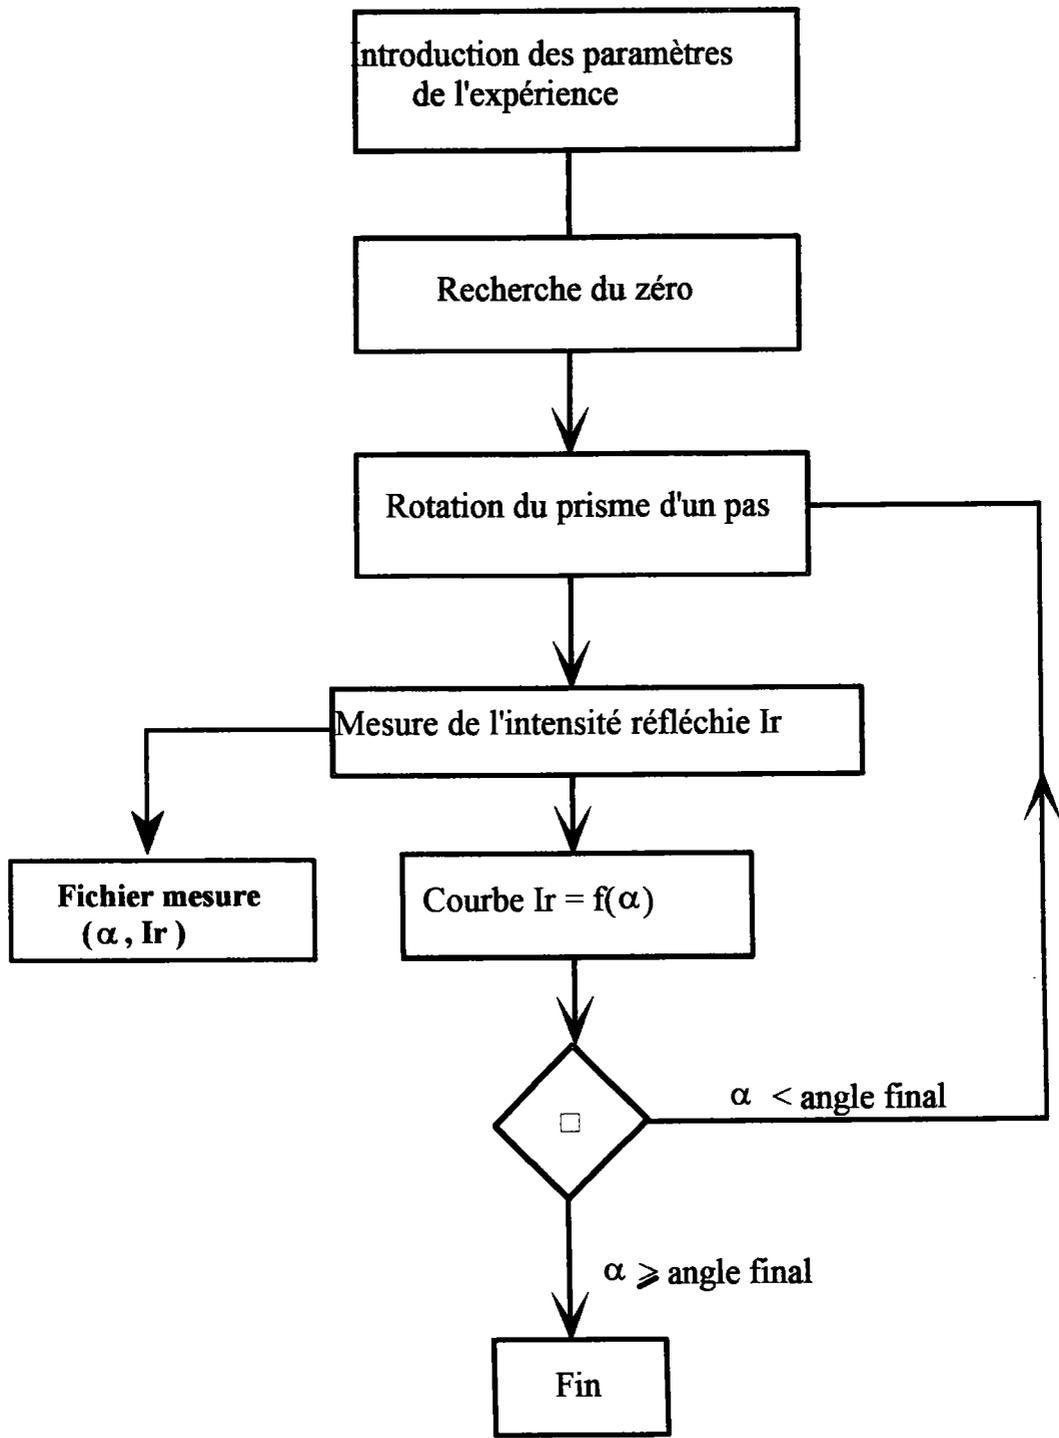 Introduction des paramètres
de l'expérience
Recherche du zéro
Rotation du prisme d'un pas
Mesure de l'intensité réfléchie Ir
Fichier mesure
(α, Ir)
Courbe Ir = f(α)
α < angle final
α ⩾ angle final
Fin